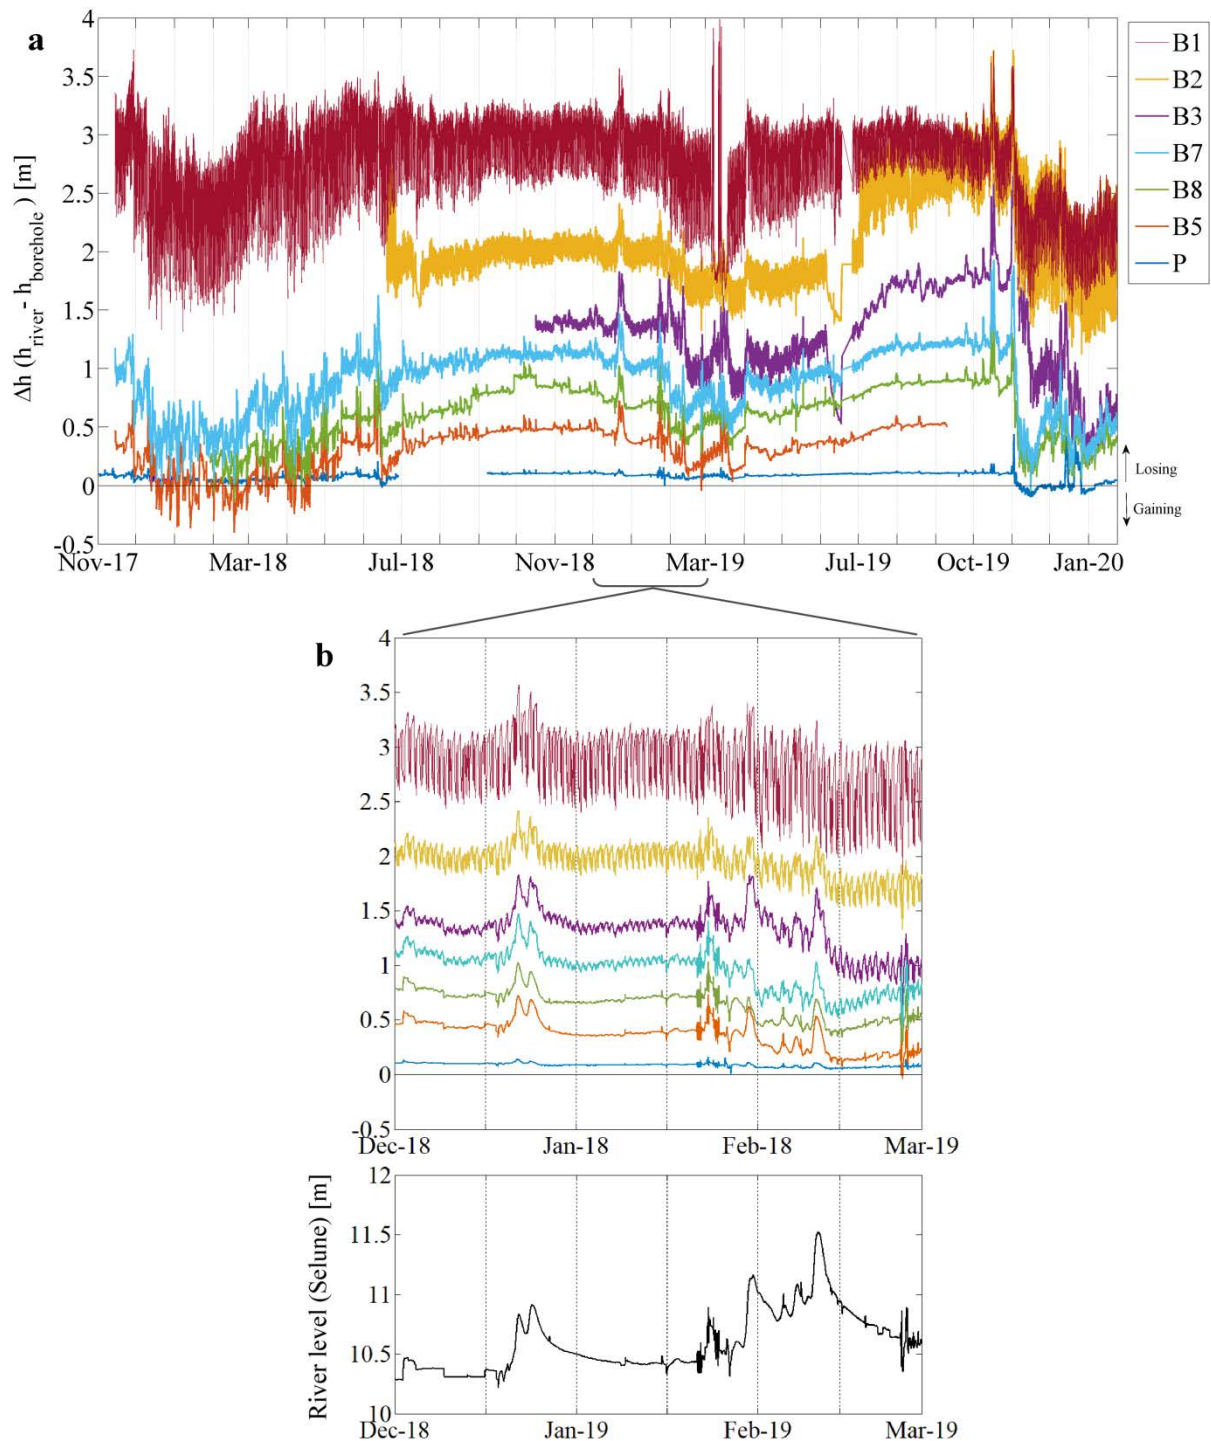 a
4
3.5
3
2.5
2
1.5
1
0.5
0
-0.5
Δh (h_river - h_borehole) [m]
Nov-17 Mar-18 Jul-18 Nov-18 Mar-19 Jul-19 Oct-19 Jan-20
B1
B2
B3
B7
B8
B5
P
Losing
Gaining
b
4
3.5
3
2.5
2
1.5
1
0.5
0
-0.5
Dec-18 Jan-18 Feb-18 Mar-19
River level (Selune) [m]
12
11.5
11
10.5
10
Dec-18 Jan-19 Feb-19 Mar-19